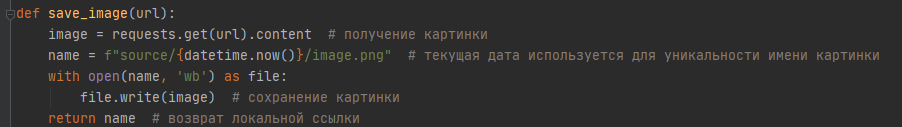 def save_image(url):
    image = requests.get(url).content  # получение картинки
    name = f"source/{datetime.now()}/image.png"  # текущая дата используется для уникальности имени картинки
    with open(name, 'wb') as file:
        file.write(image)  # сохранение картинки
    return name  # возврат локальной ссылки